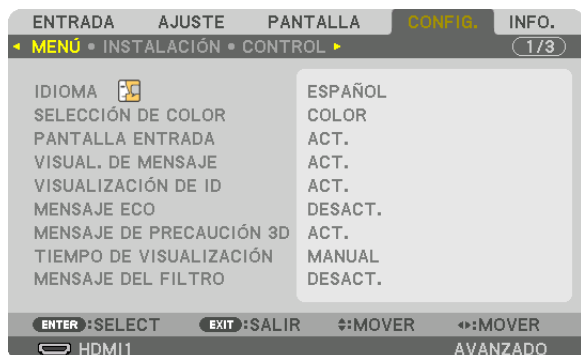 ENTRADA AJUSTE PANTALLA CONFIG. INFO.
MENÚ • INSTALACIÓN • CONTROL 1/3
IDIOMA ESPAÑOL
SELECCIÓN DE COLOR COLOR
PANTALLA ENTRADA ACT.
VISUAL. DE MENSAJE ACT.
VISUALIZACIÓN DE ID ACT.
MENSAJE ECO DESACT.
MENSAJE DE PRECAUCIÓN 3D ACT.
TIEMPO DE VISUALIZACIÓN MANUAL
MENSAJE DEL FILTRO DESACT.
ENTER :SELECT EXIT :SALIR :MOVER :MOVER
HDMI1 AVANZADO